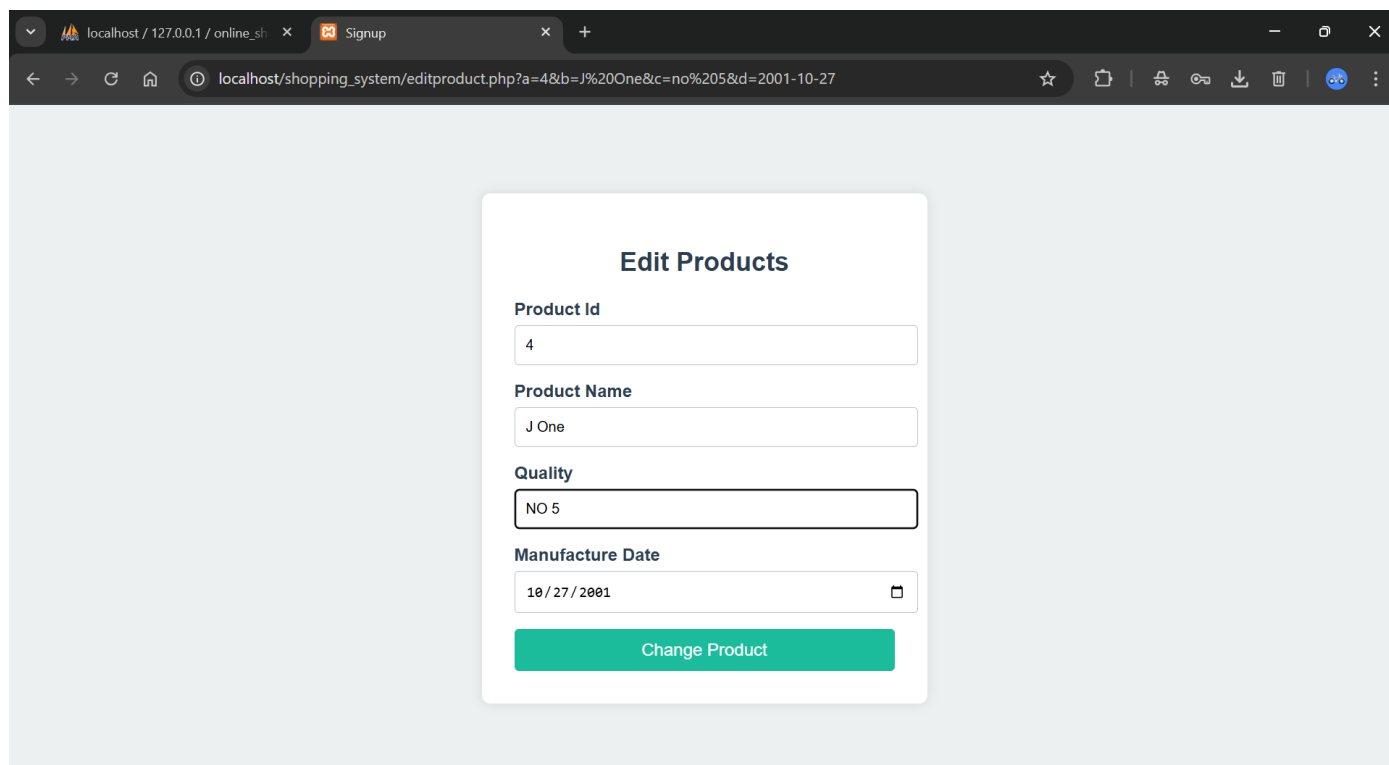 localhost / 127.0.0.1 / online_sh
Signup
localhost/shopping_system/editproduct.php?a=4&b=J%20One&c=no%205&d=2001-10-27
Edit Products
Product Id
4
Product Name
J One
Quality
NO 5
Manufacture Date
10/27/2001
Change Product